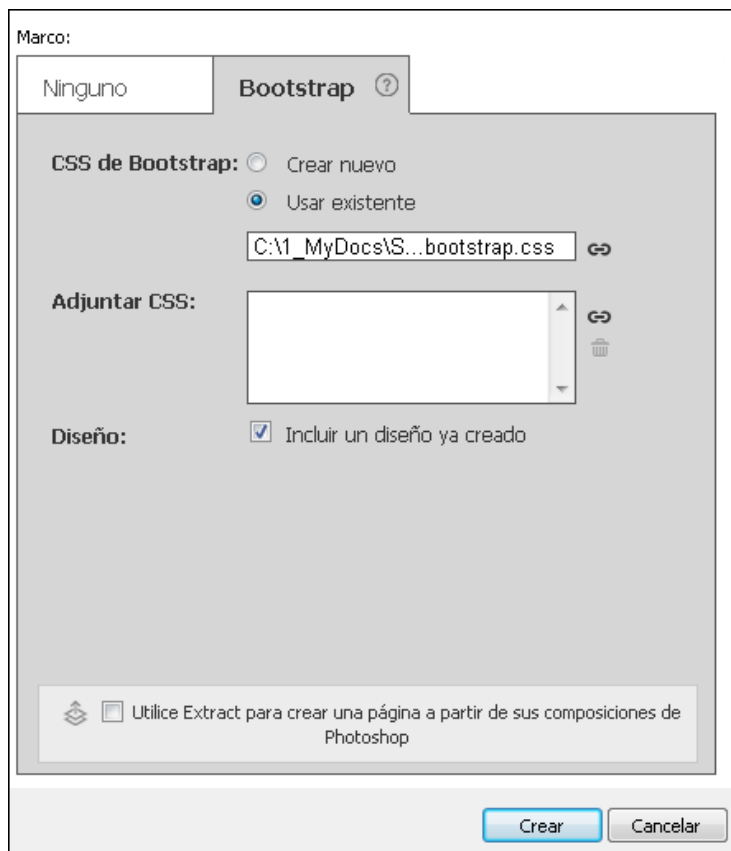 Marco:
Ninguno
Bootstrap ?
CSS de Bootstrap:
Crear nuevo
Usar existente
C:\1_MyDocs\S...bootstrap.css
Adjuntar CSS:
Diseño:
Incluir un diseño ya creado
Utilice Extract para crear una página a partir de sus composiciones de
Photoshop
Crear
Cancelar